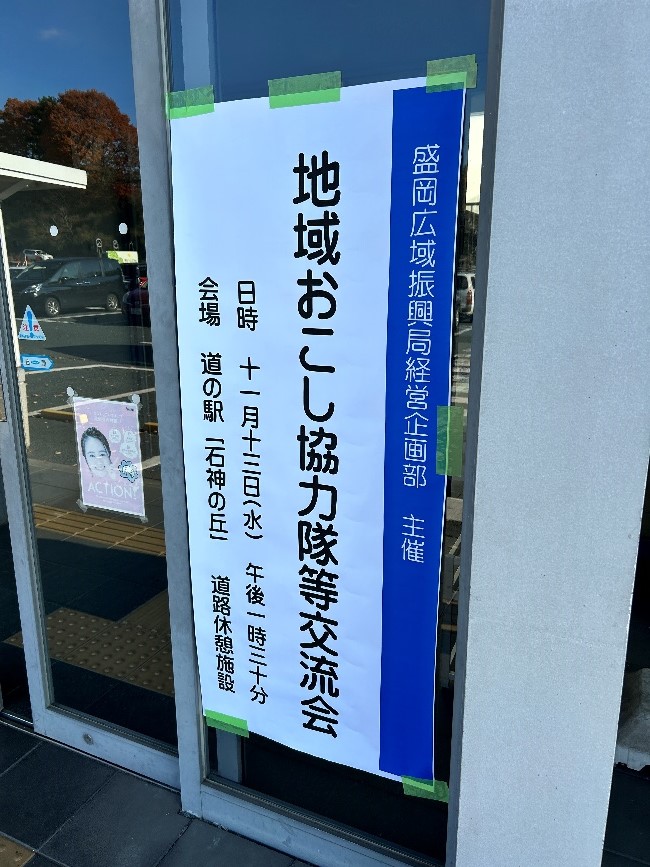 盛岡広域振興局経営企画部 主催
地域おこし協力隊等交流会
日時 十一月十三日(水) 午後一時三十分
会場 道の駅「石神の丘」 道路休憩施設
ACTION!